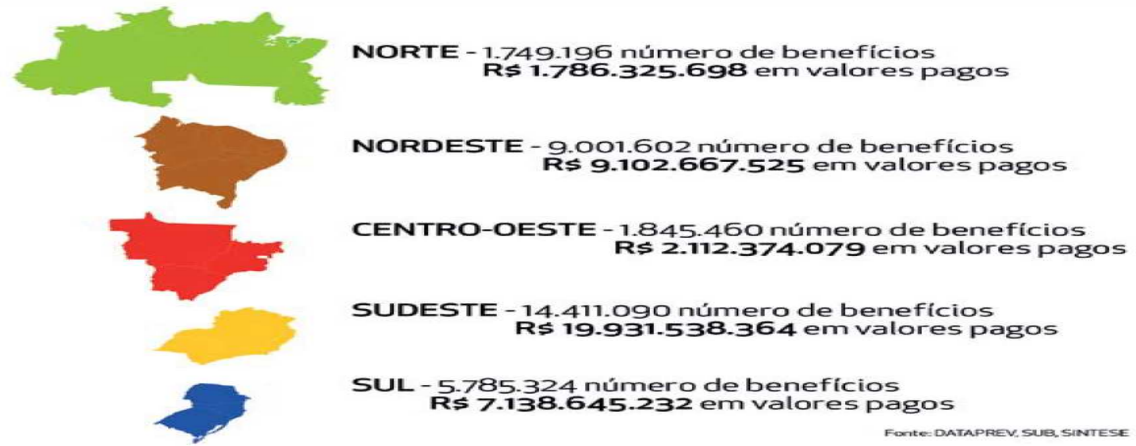 NORTE - 1.749.196 número de benefícios
R$ 1.786.325.698 em valores pagos
NORDESTE - 9.001.602 número de benefícios
R$ 9.102.667.525 em valores pagos
CENTRO-OESTE - 1.845.460 número de benefícios
R$ 2.112.374.079 em valores pagos
SUDESTE - 14.411.090 número de benefícios
R$ 19.931.538.364 em valores pagos
SUL - 5.785.324 número de benefícios
R$ 7.138.645.232 em valores pagos
Fonte: DATAPREV, SUB, SINTESE